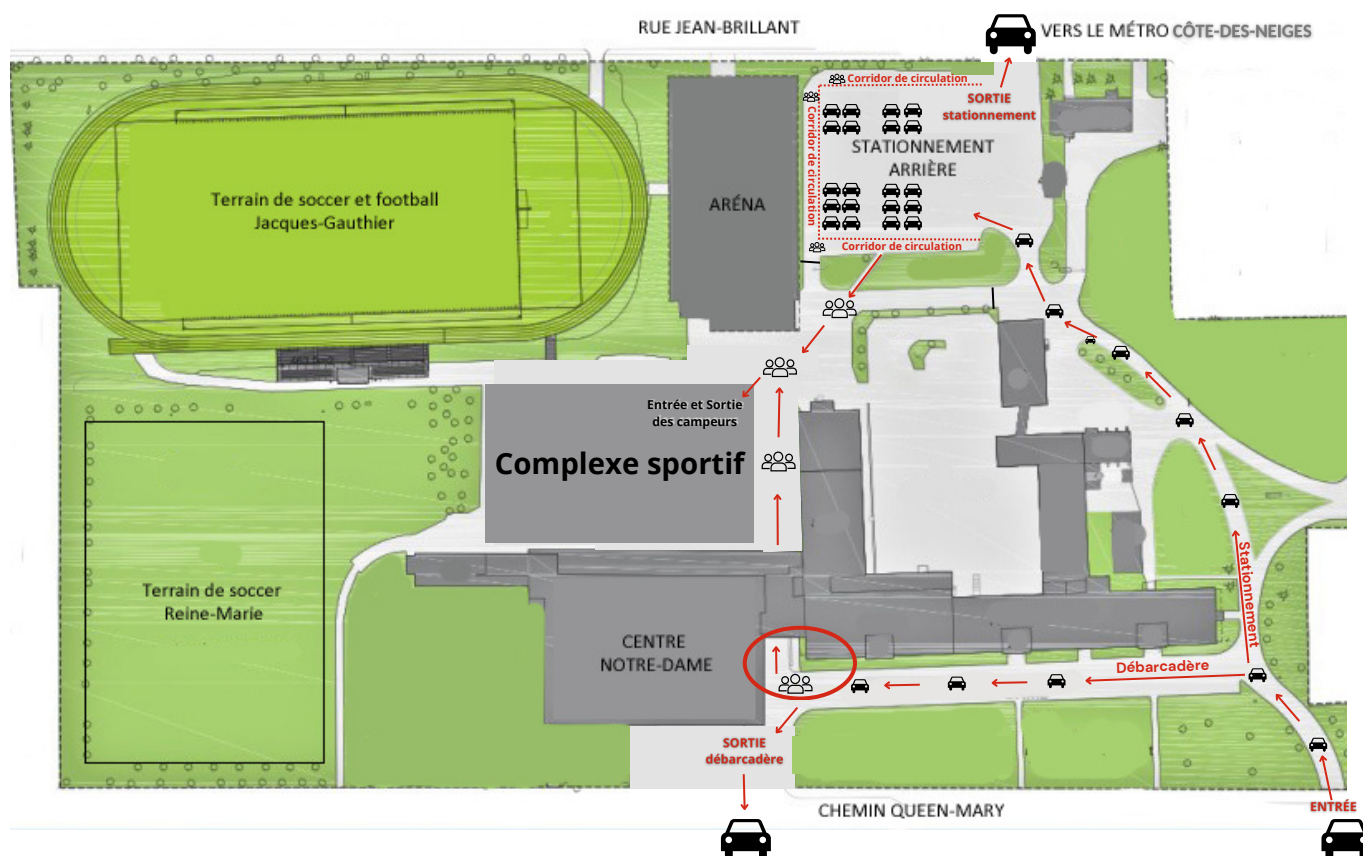 RUE JEAN-BRILLANT
VERS LE MÉTRO CÔTE-DES-NEIGES
Corridor de circulation
SORTIE
stationnement
Corridor de circulation
STATIONNEMENT
ARRIÈRE
Terrain de soccer et football
Jacques-Gauthier
ARÉNA
Corridor de circulation
Entrée et Sortie
des campeurs
Complexe sportif
Stationnement
Terrain de soccer
Reine-Marie
CENTRE
NOTRE-DAME
Débarcadère
SORTIE
débarcadère
CHEMIN QUEEN-MARY
ENTRÉE